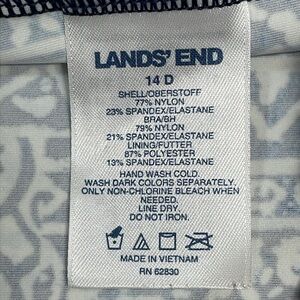 LANDS' END
14 D
SHELL/OBERSTOFF
77% NYLON
23% SPANDEX/ELASTANE
BRA/BH
79% NYLON
21% SPANDEX/ELASTANE
LINING/FUTTER
87% POLYESTER
13% SPANDEX/ELASTANE
HAND WASH COLD.
WASH DARK COLORS SEPARATELY.
ONLY NON-CHLORINE BLEACH WHEN
NEEDED.
LINE DRY.
DO NOT IRON.
MADE IN VIETNAM
RN 62830